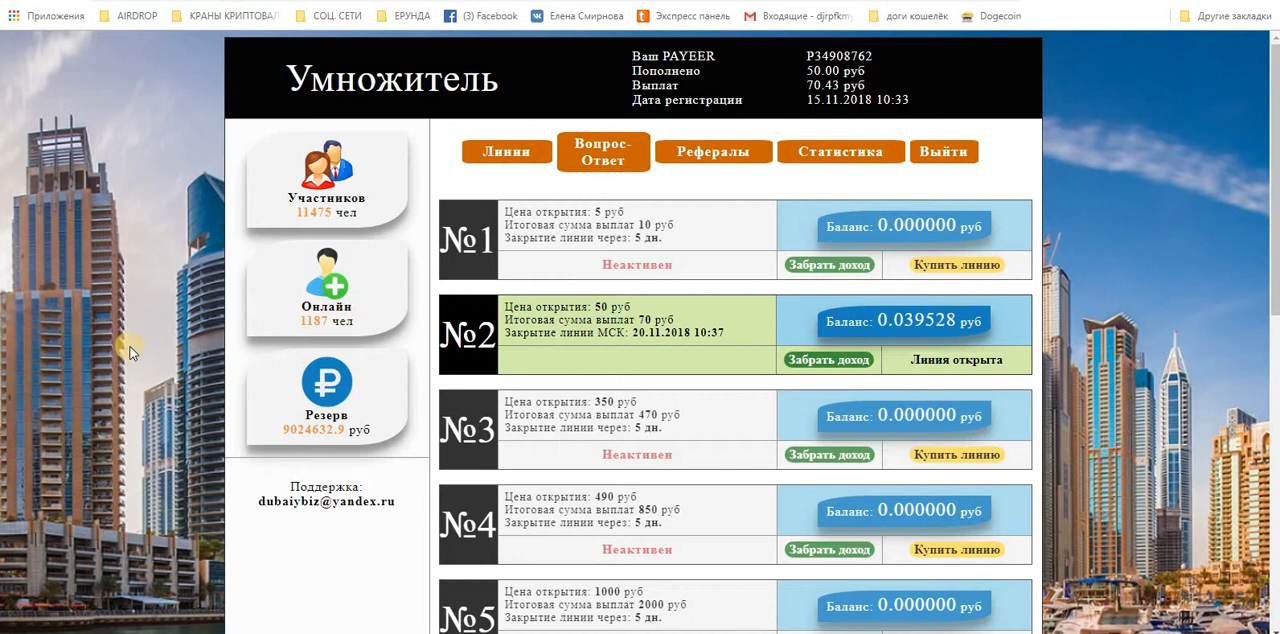 Приложения AIRDROP КРАНЫ КРИПТОВАЛ СОЦ. СЕТИ ЕРУНДА (3) Facebook Елена Смирнова Экспресс панель Входящие - djrpfkmy доги кошелёк Dogecoin Другие закладки
Умножитель
Ваш PAYEER P34908762
Пополнено 50.00 руб
Выплат 70.43 руб
Дата регистрации 15.11.2018 10:33
Линии
Вопрос-
Ответ
Рефералы
Статистика
Выйти
Участников
11475 чел
Онлайн
1187 чел
Резерв
9024632.9 руб
Поддержка:
dubaiybiz@yandex.ru
№1
Цена открытия: 5 руб
Итоговая сумма выплат 10 руб
Закрытие линии через: 5 дн.
Неактивен
Баланс: 0.000000 руб
Забрать доход
Купить линию
№2
Цена открытия: 50 руб
Итоговая сумма выплат 70 руб
Закрытие линии МСК: 20.11.2018 10:37
Баланс: 0.039528 руб
Забрать доход
Линия открыта
№3
Цена открытия: 350 руб
Итоговая сумма выплат 470 руб
Закрытие линии через: 5 дн.
Неактивен
Баланс: 0.000000 руб
Забрать доход
Купить линию
№4
Цена открытия: 490 руб
Итоговая сумма выплат 850 руб
Закрытие линии через: 5 дн.
Неактивен
Баланс: 0.000000 руб
Забрать доход
Купить линию
№5
Цена открытия: 1000 руб
Итоговая сумма выплат 2000 руб
Закрытие линии через: 5 дн.
Баланс: 0.000000 руб